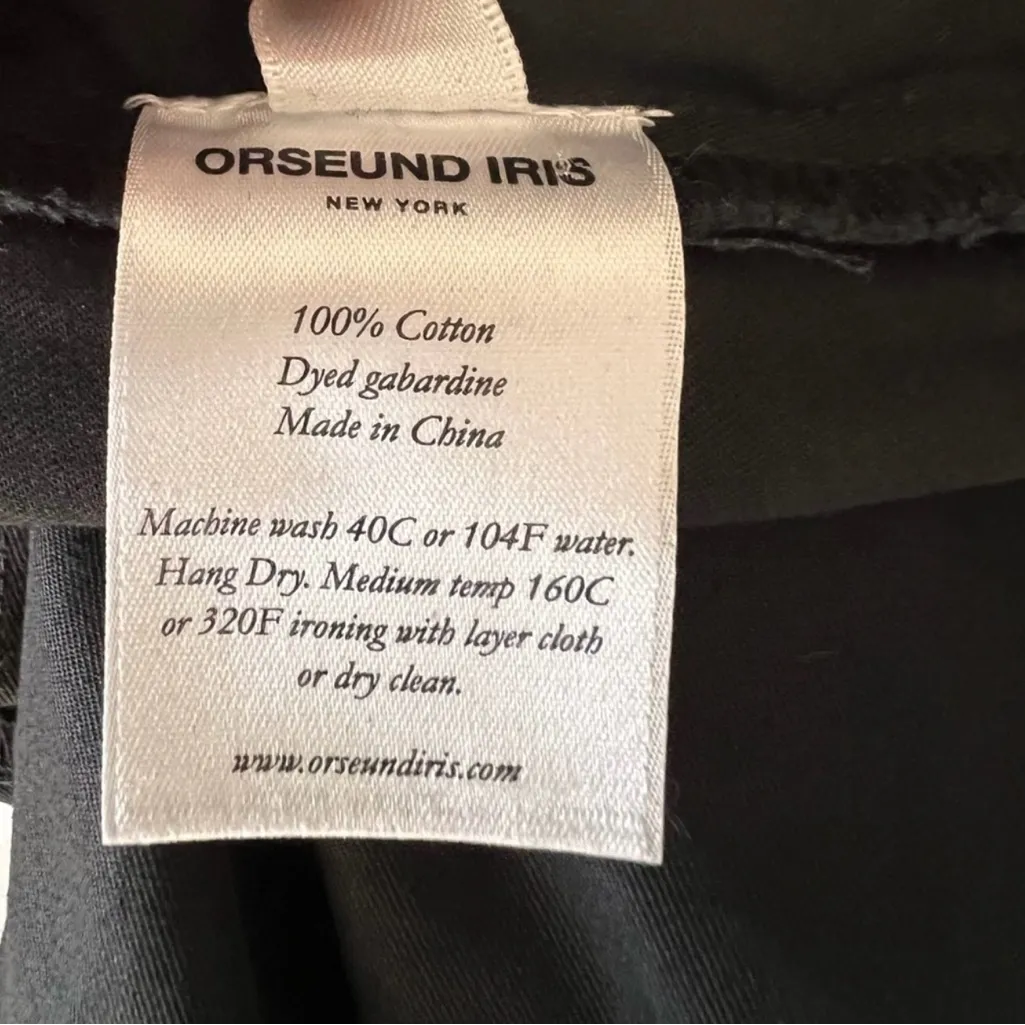 ORSEUND IRIS
NEW YORK
100% Cotton
Dyed gabardine
Made in China
Machine wash 40C or 104F water.
Hang Dry. Medium temp 160C
or 320F ironing with layer cloth
or dry clean.
www.orseundiris.com